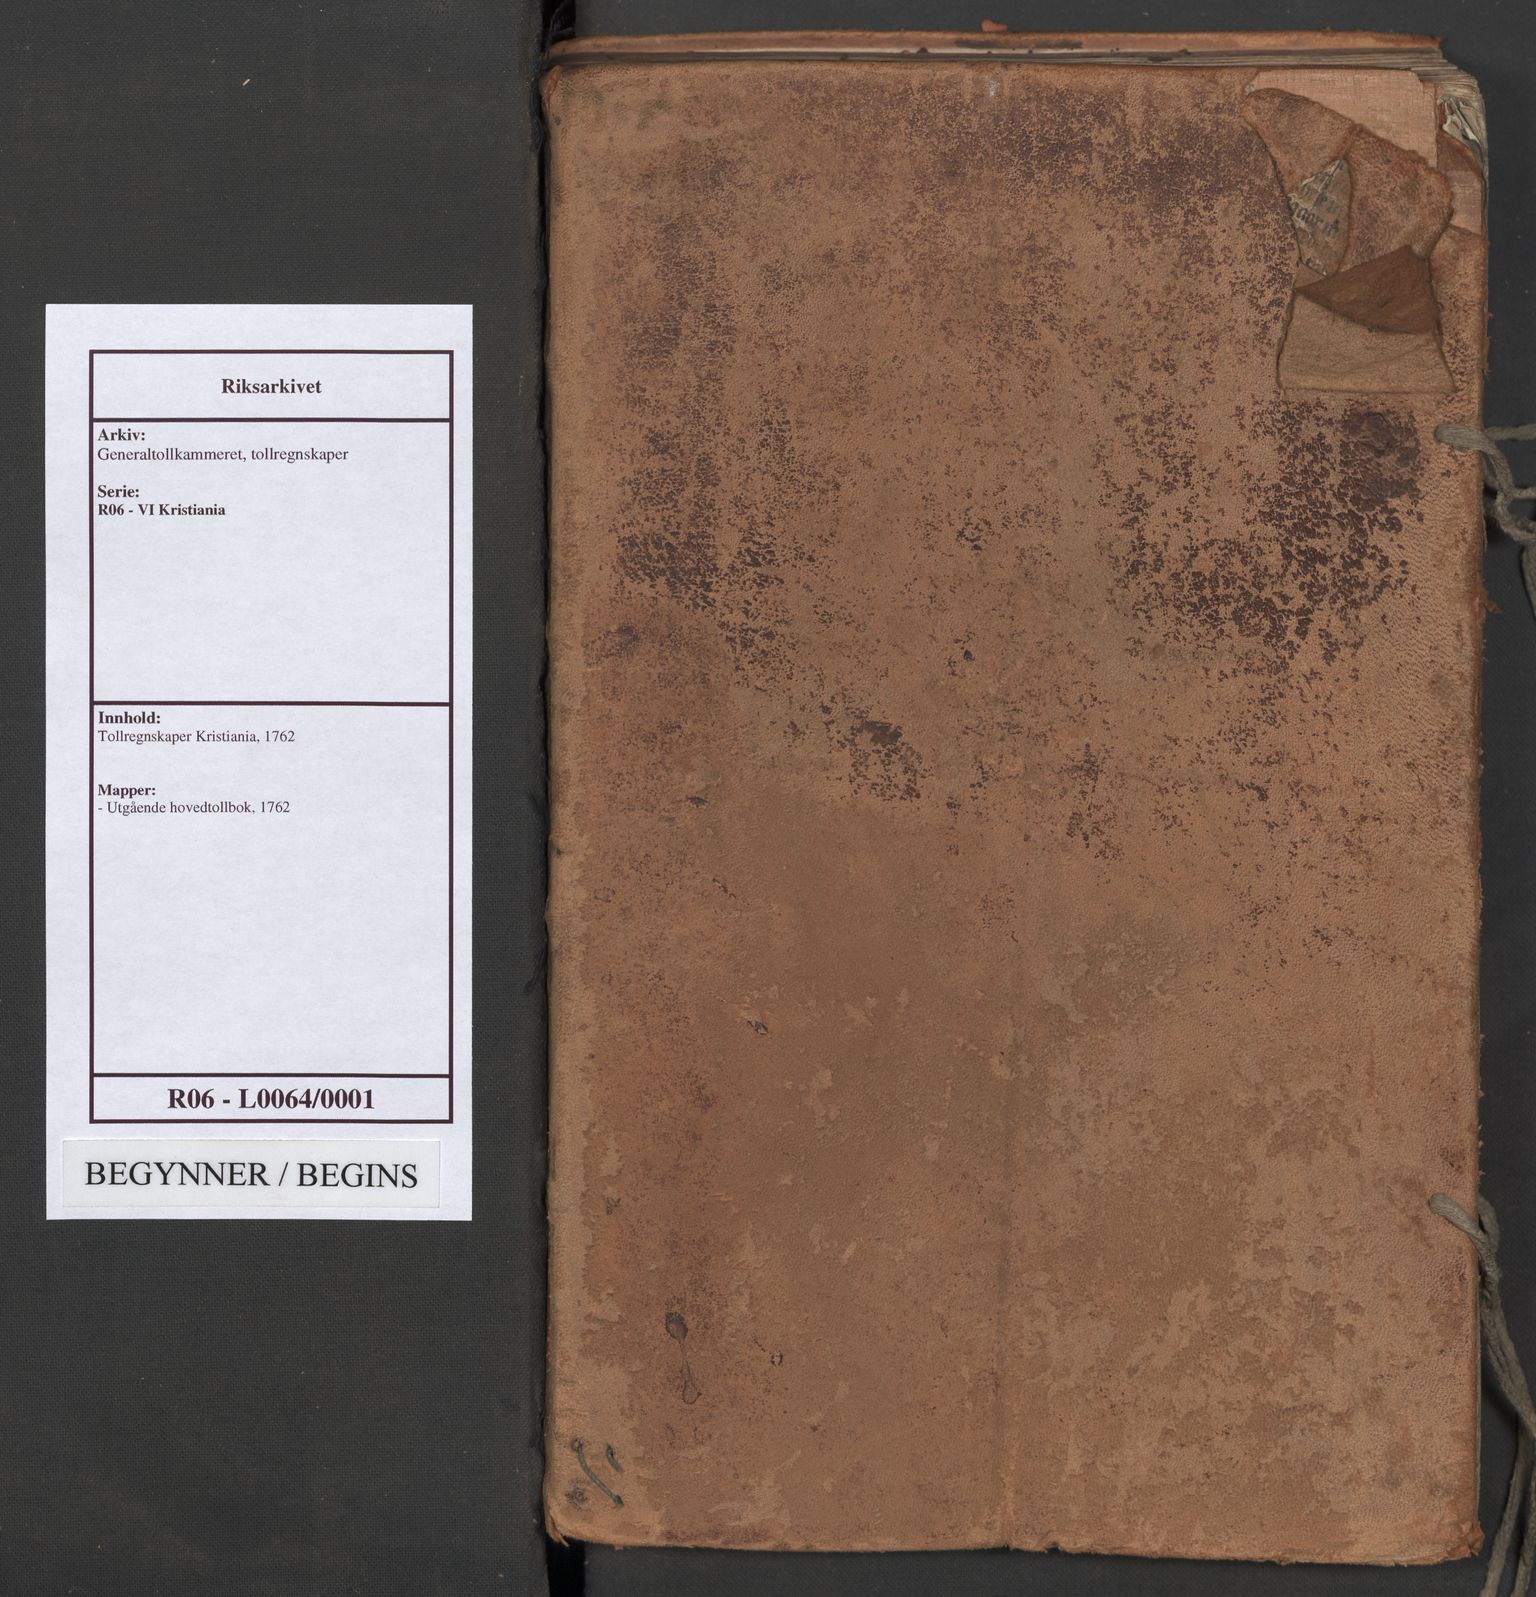 Riksarkivet
Arkiv:
Generaltollkammeret, tollregnskaper
Serie:
R06 - VI Kristiania
Innhold:
Tollregnskaper Kristiania, 1762
Mapper:
- Utgående hovedtollbok, 1762
R06 - L0064/0001
BEGYNNER / BEGINS